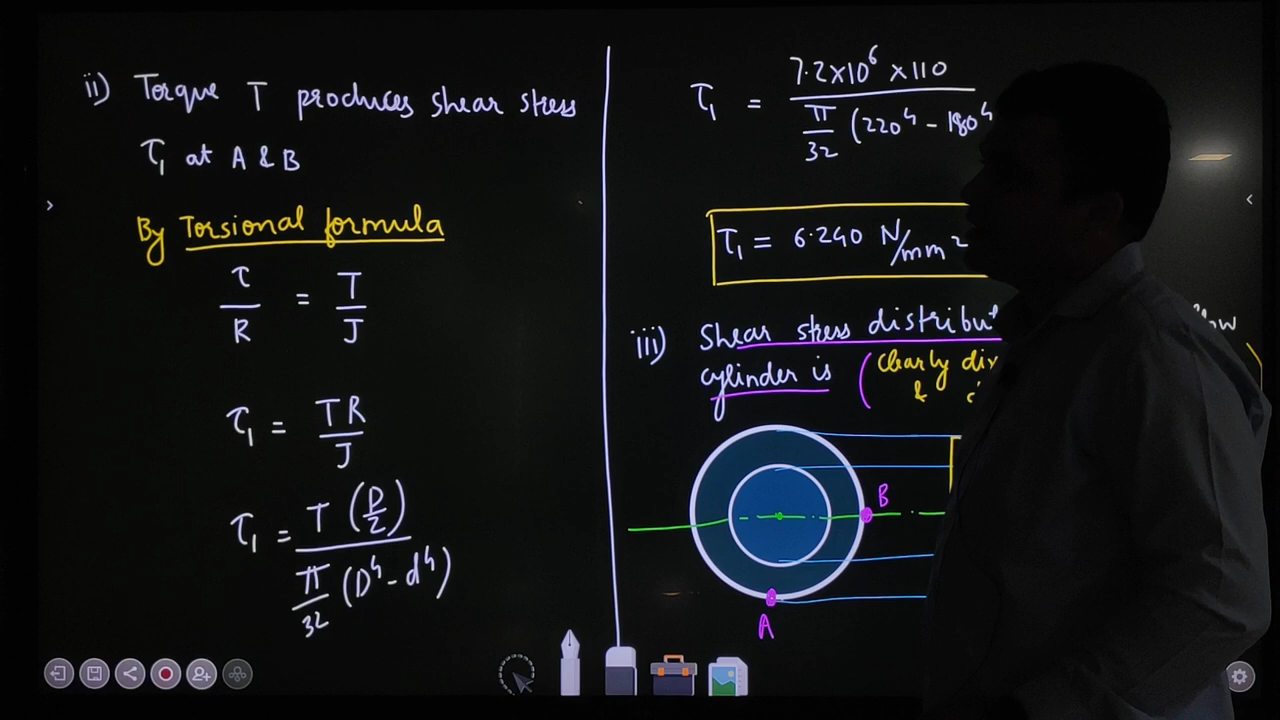 ii) Torque T produces shear stress
τ₁ at A & B
By Torsional formula
τ/R = T/J
τ₁ = TR/J
τ₁ = T (D/2) / π/32 (D⁴ - d⁴)
τ₁ = 7.2×10⁶ ×110 / π/32 (220⁴ - 180⁴
τ₁ = 6.240 N/mm²
iii) Shear stress
cylinder is (Clearly
&
B
A